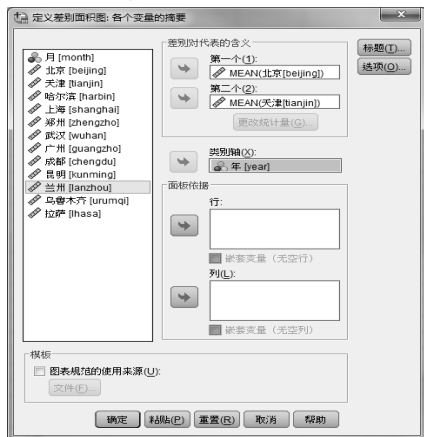 定义差别面积图: 各个变量的摘要
月 [month]
北京 [beijing]
天津 [tianjin]
哈尔滨 [harbin]
上海 [shanghai]
郑州 [zhengzho]
武汉 [wuhan]
广州 [guangzho]
成都 [chengdu]
昆明 [kunming]
兰州 [lanzhou]
乌鲁木齐 [urumqi]
拉萨 [lhasa]
差别对代表的含义
第一个(1):
MEAN(北京[beijing])
第二个(2):
MEAN(天津[tianjin])
更改统计量(G)...
类别轴(X):
年 [year]
面板依据
行:
嵌套变量（无空行）
列(L):
嵌套变量（无空列）
标题(T)...
选项(O)...
模板
图表规范的使用来源(U):
文件(F)...
确定
粘贴(P)
重置(R)
取消
帮助